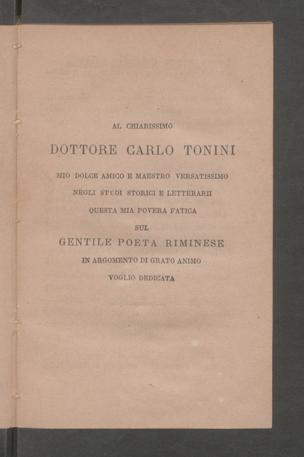 AL CHIARISSIMO
DOTTORE CARLO TONINI
MIO DOLCE AMICO E MAESTRO VERSATISSIMO
NEGLI STUDI STORICI E LETTERARII
QUESTA MIA POVERA FATICA
SUL
GENTILE POETA RIMINESE
IN ARGOMENTO DI GRATO ANIMO
VOGLIO DEDICATA